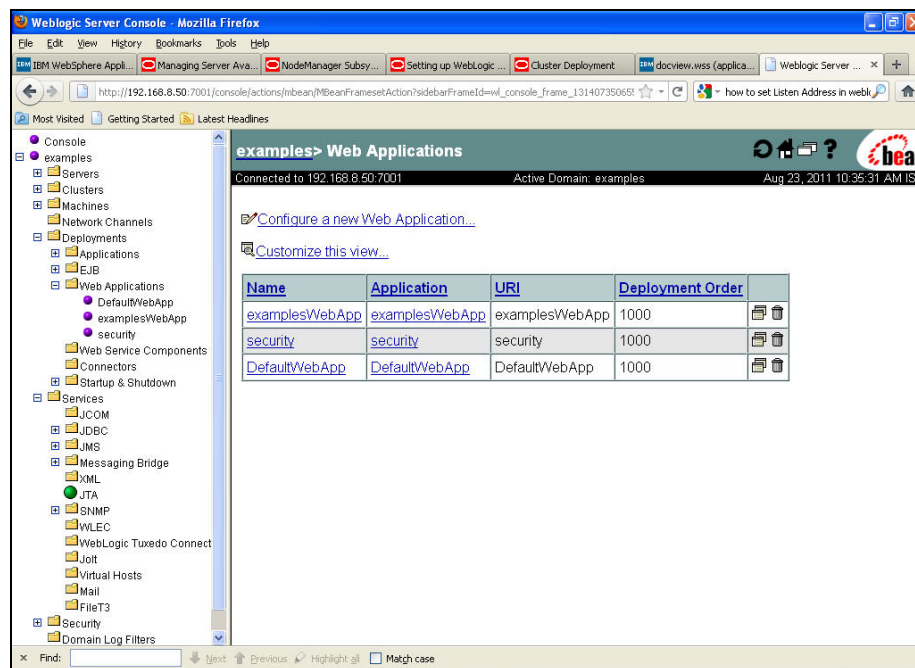 Weblogic Server Console - Mozilla Firefox
File Edit View History Bookmarks Tools Help
IBM WebSphere Appli... Managing Server Ava... NodeManager Subsy... Setting up WebLogic ... Cluster Deployment docview.wss (applica... Weblogic Server ... × +
http://192.168.8.50:7001/console/actions/mbean/MBeanFramesetAction?sidebarFrameId=wl_console_frame_13140735065 how to set Listen Address in webl
Most Visited Getting Started Latest Headlines
Console
examples
Servers
Clusters
Machines
Network Channels
Deployments
Applications
EJB
Web Applications
DefaultWebApp
examplesWebApp
security
Web Service Components
Connectors
Startup & Shutdown
Services
JCOM
JDBC
JMS
Messaging Bridge
XML
JTA
SNMP
WLEC
WebLogic Tuxedo Connect
Jolt
Virtual Hosts
Mail
FileT3
Security
Domain Log Filters
examples> Web Applications
? bea
Connected to 192.168.8.50:7001 Active Domain: examples Aug 23, 2011 10:35:31 AM IS
Configure a new Web Application...
Customize this view...
Name Application URI Deployment Order
examplesWebApp examplesWebApp examplesWebApp 1000
security security security 1000
DefaultWebApp DefaultWebApp DefaultWebApp 1000
× Find: Next Previous Highlight all Match case